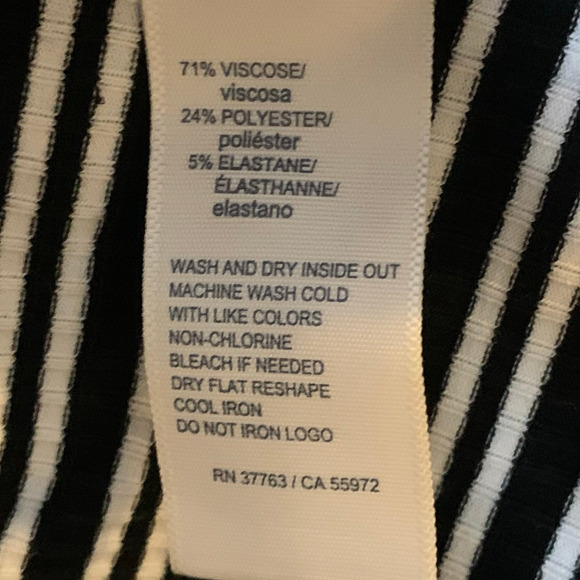 71% VISCOSE/
viscosa
24% POLYESTER/
poliéster
5% ELASTANE/
ÉLASTHANNE/
elastano
WASH AND DRY INSIDE OUT
MACHINE WASH COLD
WITH LIKE COLORS
NON-CHLORINE
BLEACH IF NEEDED
DRY FLAT RESHAPE
COOL IRON
DO NOT IRON LOGO
RN 37763 / CA 55972